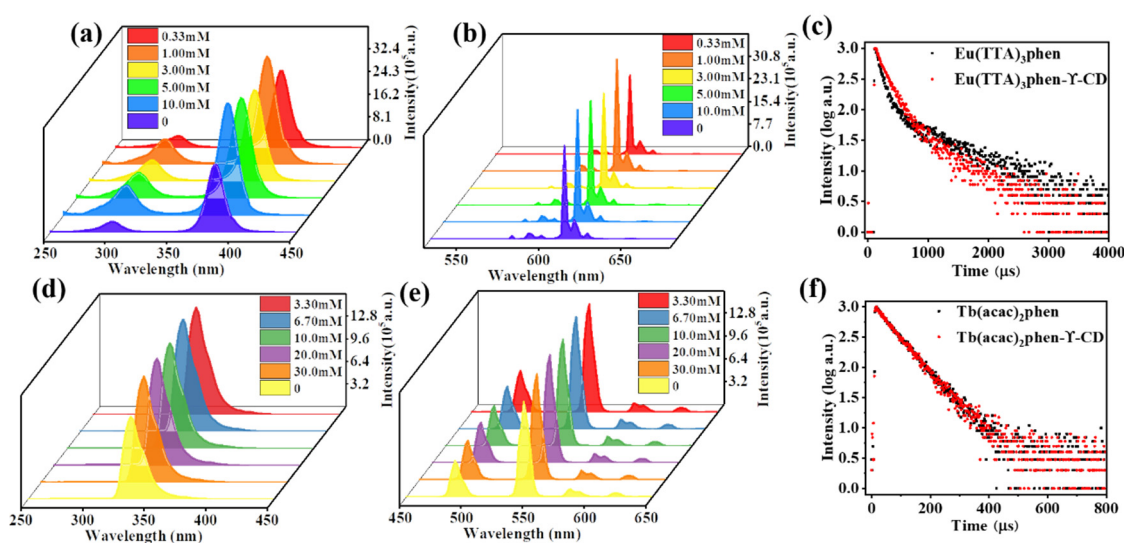 (a)
0.33mM
1.00mM
3.00mM
5.00mM
10.0mM
0
32.4
24.3
16.2
8.1
0.0
Intensity(10⁵a.u.)
250 300 350 400 450
Wavelength (nm)
(b)
0.33mM
1.00mM
3.00mM
5.00mM
10.0mM
0
30.8
23.1
15.4
7.7
0.0
Intensity(10⁵a.u.)
550 600 650
Wavelength (nm)
(c)
Eu(TTA)₃phen
Eu(TTA)₃phen-ϒ-CD
3.0
2.5
2.0
1.5
1.0
0.5
0.0
Intensity (log a.u.)
0 1000 2000 3000 4000
Time (μs)
(d)
3.30mM
6.70mM
10.0mM
20.0mM
30.0mM
0
12.8
9.6
6.4
3.2
Intensity(10⁵a.u.)
250 300 350 400 450
Wavelength (nm)
(e)
3.30mM
6.70mM
10.0mM
20.0mM
30.0mM
0
12.8
9.6
6.4
3.2
Intensity(10⁵a.u.)
450 500 550 600 650
Wavelength (nm)
(f)
Tb(acac)₂phen
Tb(acac)₂phen-ϒ-CD
3.0
2.5
2.0
1.5
1.0
0.5
0.0
Intensity (log a.u.)
0 200 400 600 800
Time (μs)